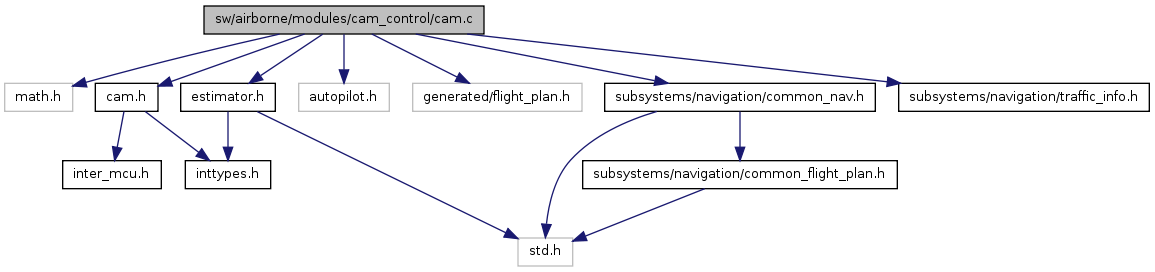 sw/airborne/modules/cam_control/cam.c
math.h
cam.h
estimator.h
autopilot.h
generated/flight_plan.h
subsystems/navigation/common_nav.h
subsystems/navigation/traffic_info.h
inter_mcu.h
inttypes.h
subsystems/navigation/common_flight_plan.h
std.h